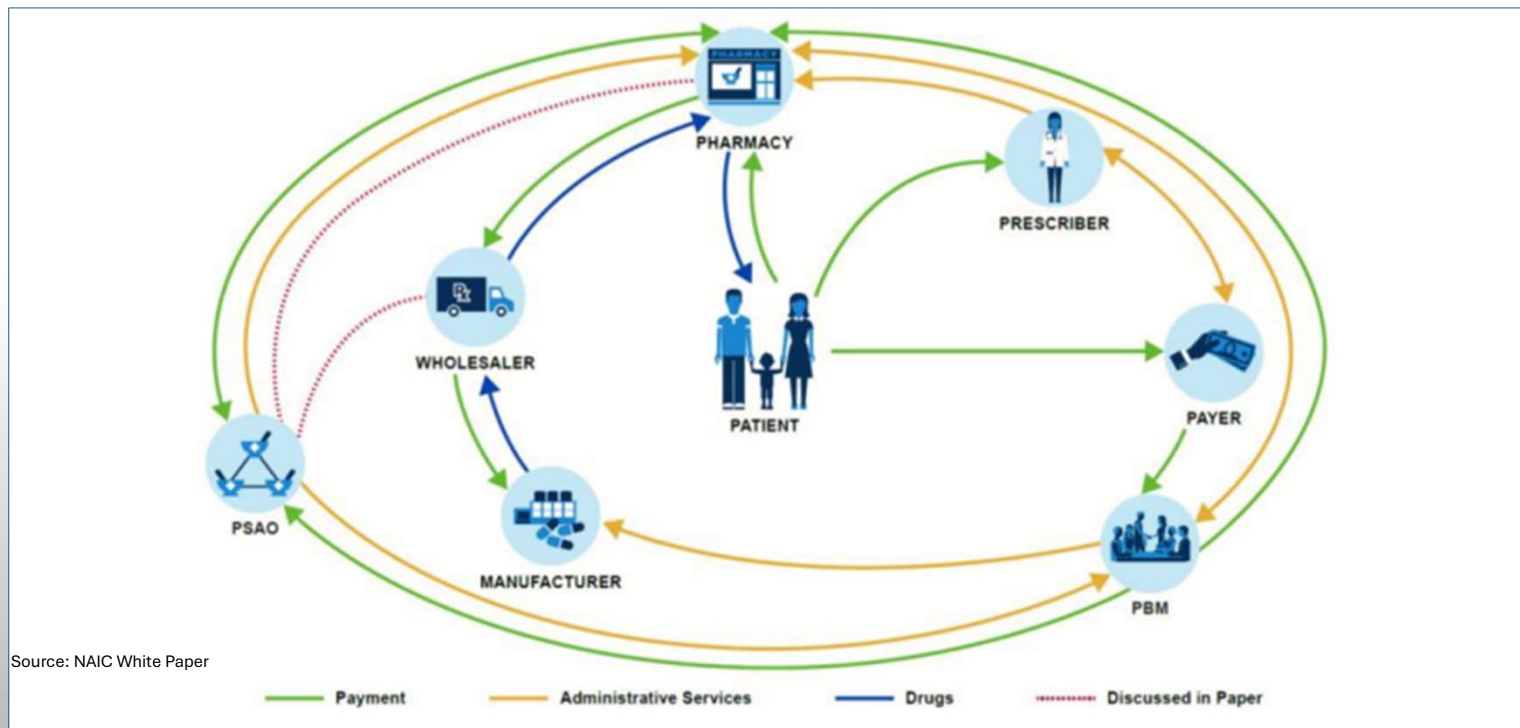 PHARMACY
PHARMACY
PRESCRIBER
WHOLESALER
PATIENT
PAYER
PSAO
MANUFACTURER
PBM
Source: NAIC White Paper
Payment
Administrative Services
Drugs
Discussed in Paper